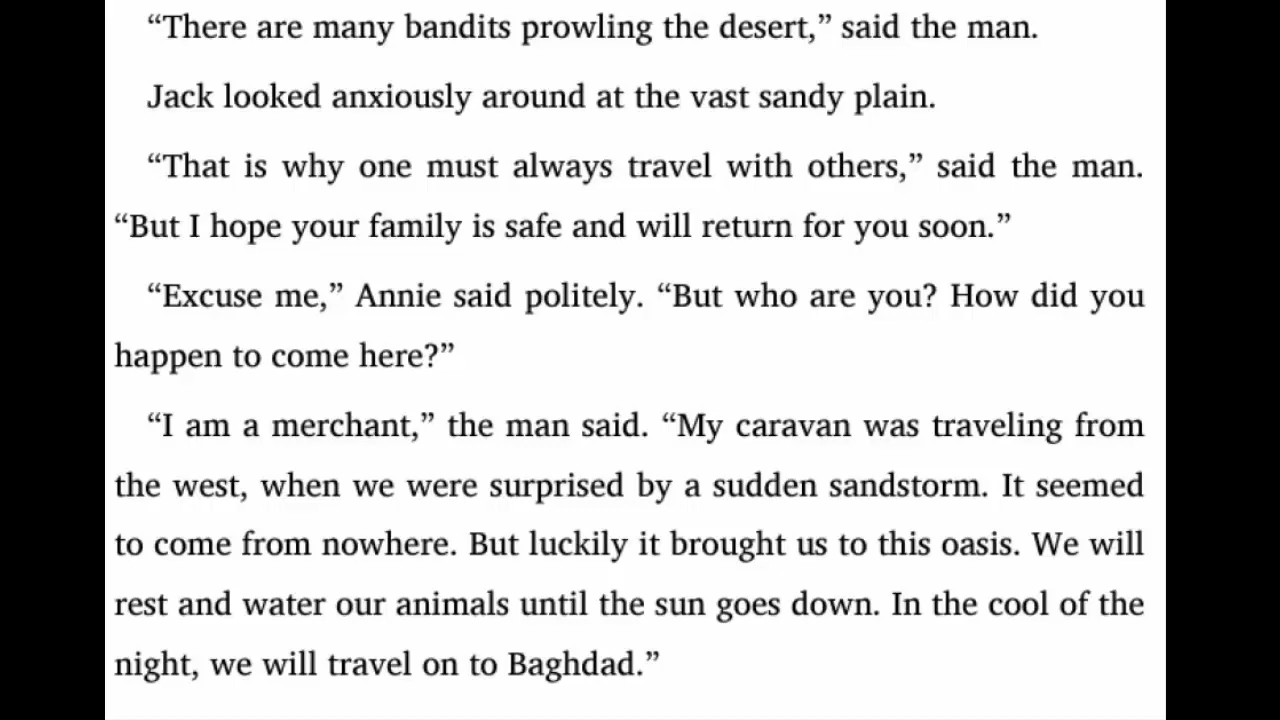 “There are many bandits prowling the desert,” said the man.
Jack looked anxiously around at the vast sandy plain.
“That is why one must always travel with others,” said the man.
“But I hope your family is safe and will return for you soon.”
“Excuse me,” Annie said politely. “But who are you? How did you
happen to come here?”
“I am a merchant,” the man said. “My caravan was traveling from
the west, when we were surprised by a sudden sandstorm. It seemed
to come from nowhere. But luckily it brought us to this oasis. We will
rest and water our animals until the sun goes down. In the cool of the
night, we will travel on to Baghdad.”